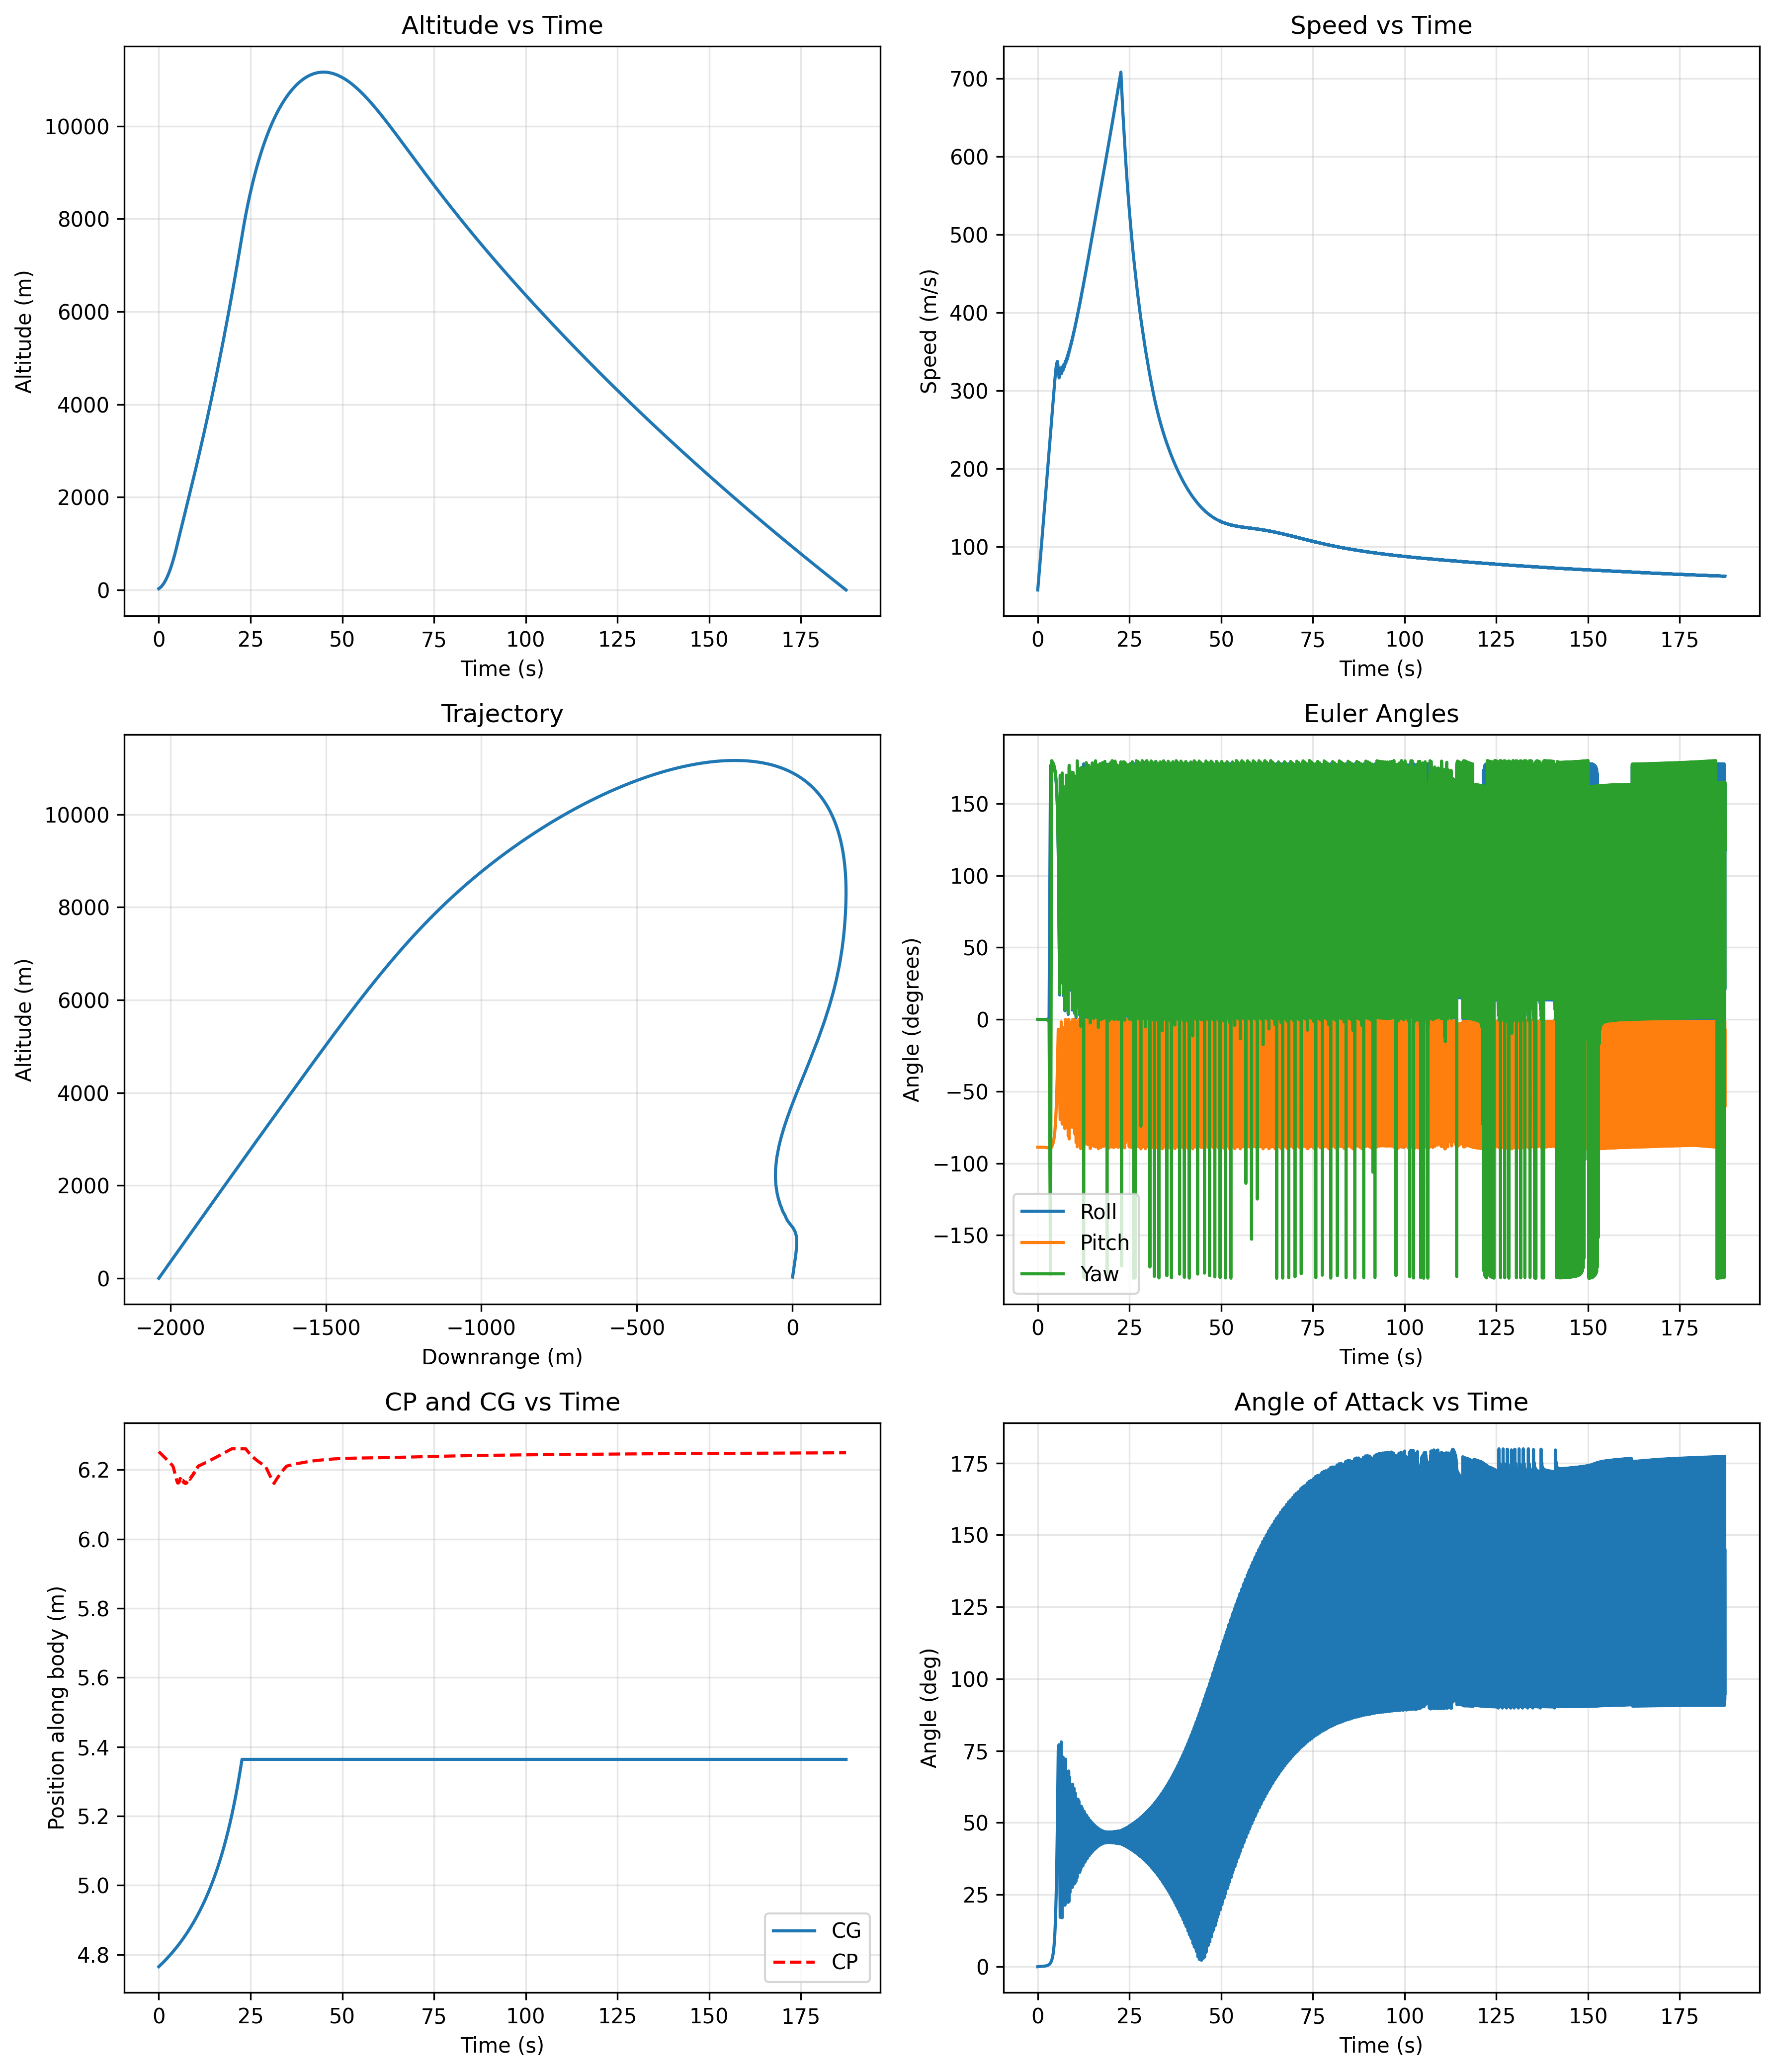 Altitude vs Time
Altitude (m)
10000
8000
6000
4000
2000
0
0 25 50 75 100 125 150 175
Time (s)
Speed vs Time
Speed (m/s)
700
600
500
400
300
200
100
0 25 50 75 100 125 150 175
Time (s)
Trajectory
Altitude (m)
10000
8000
6000
4000
2000
0
−2000 −1500 −1000 −500 0
Downrange (m)
Euler Angles
Angle (degrees)
150
100
50
0
−50
−100
−150
Roll
Pitch
Yaw
0 25 50 75 100 125 150 175
Time (s)
CP and CG vs Time
Position along body (m)
6.2
6.0
5.8
5.6
5.4
5.2
5.0
4.8
CG
CP
0 25 50 75 100 125 150 175
Time (s)
Angle of Attack vs Time
Angle (deg)
175
150
125
100
75
50
25
0
0 25 50 75 100 125 150 175
Time (s)